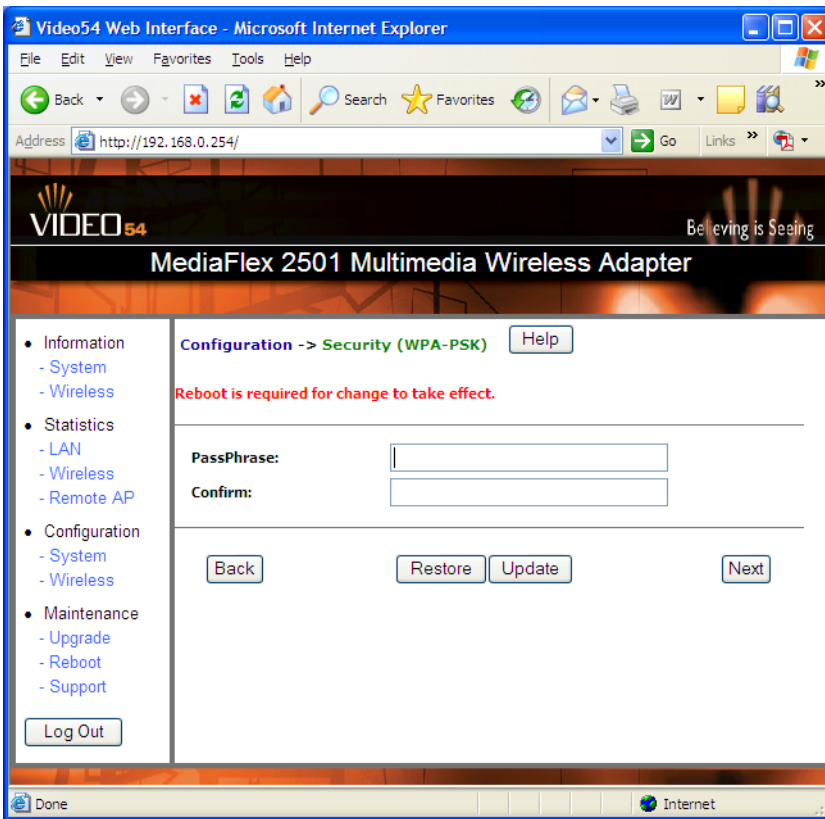 Video54 Web Interface - Microsoft Internet Explorer
File Edit View Favorites Tools Help
Back Search Favorites W »
Address http://192.168.0.254/ Go Links »
VIDEO54
Believing is Seeing
MediaFlex 2501 Multimedia Wireless Adapter
• Information
- System
- Wireless
• Statistics
- LAN
- Wireless
- Remote AP
• Configuration
- System
- Wireless
• Maintenance
- Upgrade
- Reboot
- Support
Log Out
Configuration -> Security (WPA-PSK) Help
Reboot is required for change to take effect.
PassPhrase:
Confirm:
Back Restore Update Next
Done Internet